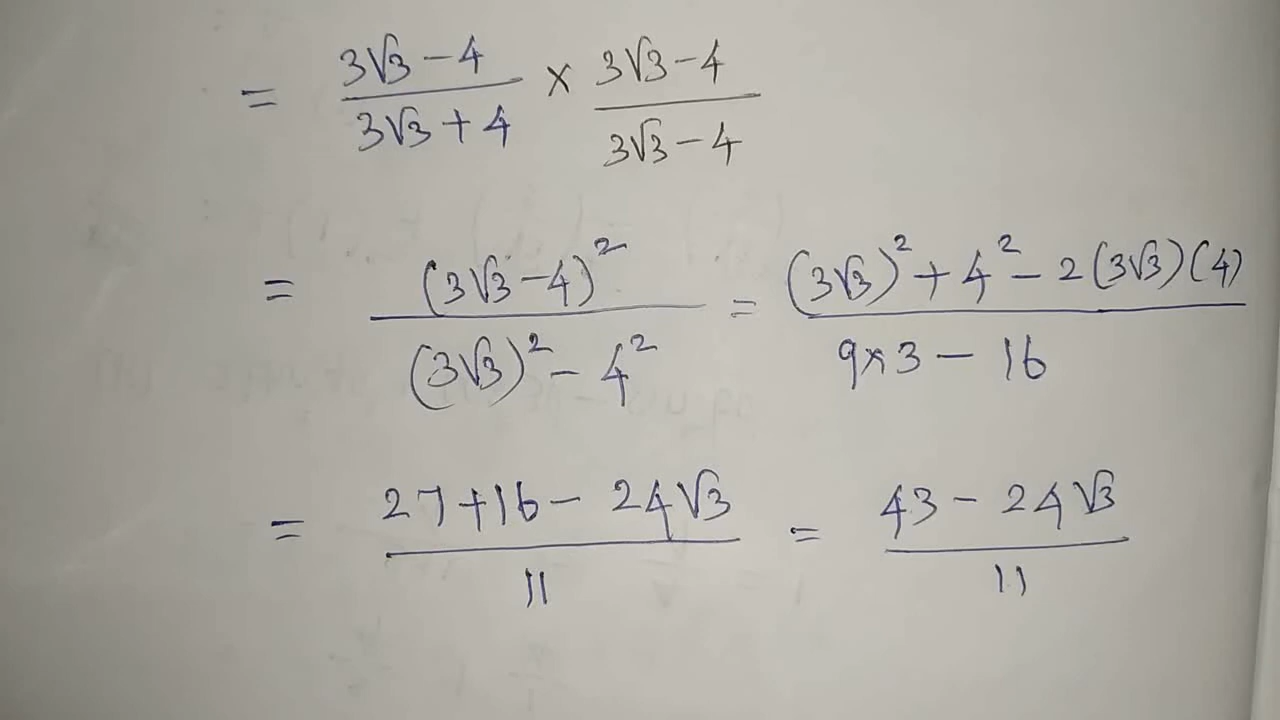 = (3√3 - 4)/(3√3 + 4) × (3√3 - 4)/(3√3 - 4)
= (3√3 - 4)²/((3√3)² - 4²) = ((3√3)² + 4² - 2(3√3)(4))/(9×3 - 16)
= (27+16 - 24√3)/11 = (43 - 24√3)/11